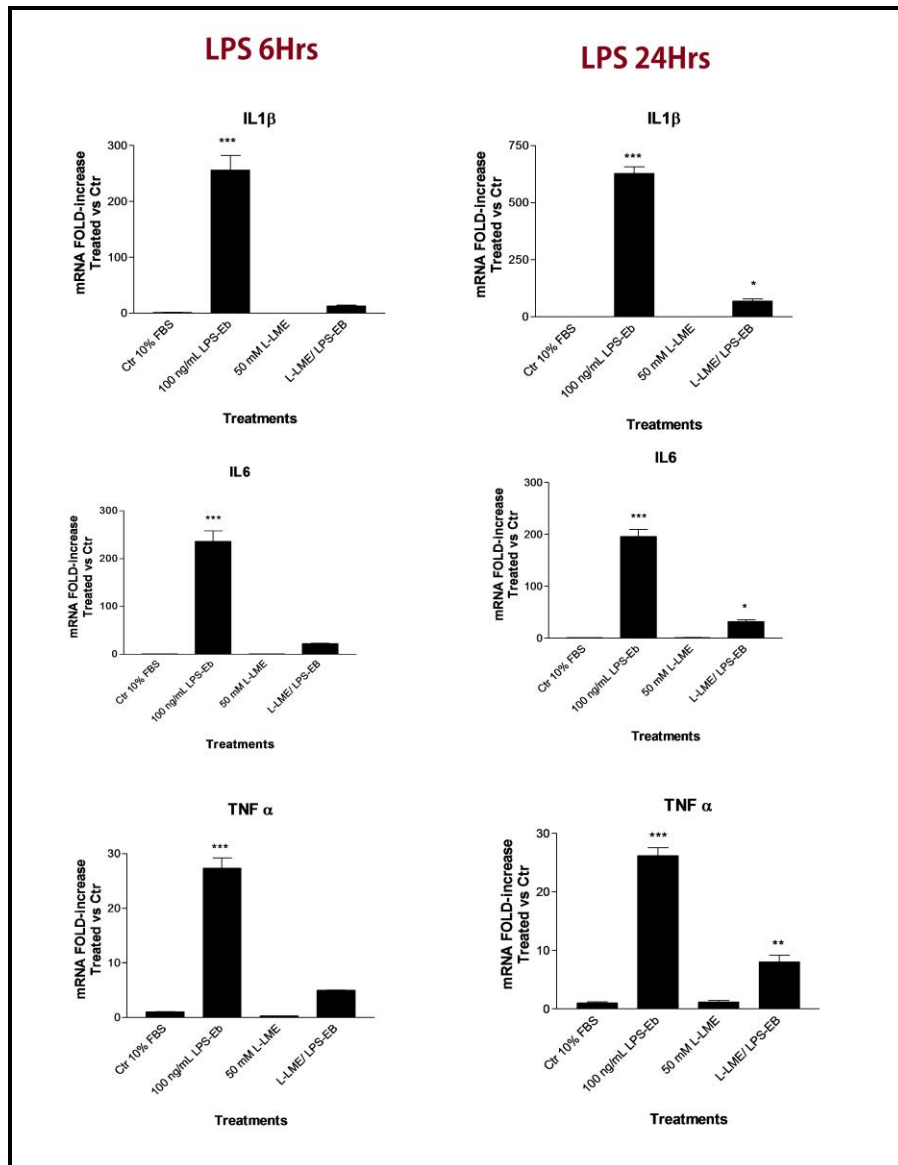 LPS 6Hrs
LPS 24Hrs
IL1β
***
300
200
100
0
mRNA FOLD-increase
Treated vs Ctr
Ctr 10% FBS
100 ng/mL LPS-Eb
50 mM L-LME
L-LME/ LPS-EB
Treatments
IL1β
***
*
750
500
250
0
mRNA FOLD-increase
Treated vs Ctr
Ctr 10% FBS
100 ng/mL LPS-Eb
50 mM L-LME
L-LME/ LPS-EB
Treatments
IL6
***
300
200
100
0
mRNA FOLD-increase
Treated vs Ctr
Ctr 10% FBS
100 ng/mL LPS-Eb
50 mM L-LME
L-LME/ LPS-EB
Treatments
IL6
***
*
300
200
100
0
mRNA FOLD-increase
Treated vs Ctr
Ctr 10% FBS
100 ng/mL LPS-Eb
50 mM L-LME
L-LME/ LPS-EB
Treatments
TNF α
***
30
20
10
0
mRNA FOLD-increase
Treated vs Ctr
Ctr 10% FBS
100 ng/mL LPS-Eb
50 mM L-LME
L-LME/ LPS-EB
Treatments
TNF α
***
**
30
20
10
0
mRNA FOLD-increase
Treated vs Ctr
Ctr 10% FBS
100 ng/mL LPS-Eb
50 mM L-LME
L-LME/ LPS-EB
Treatments